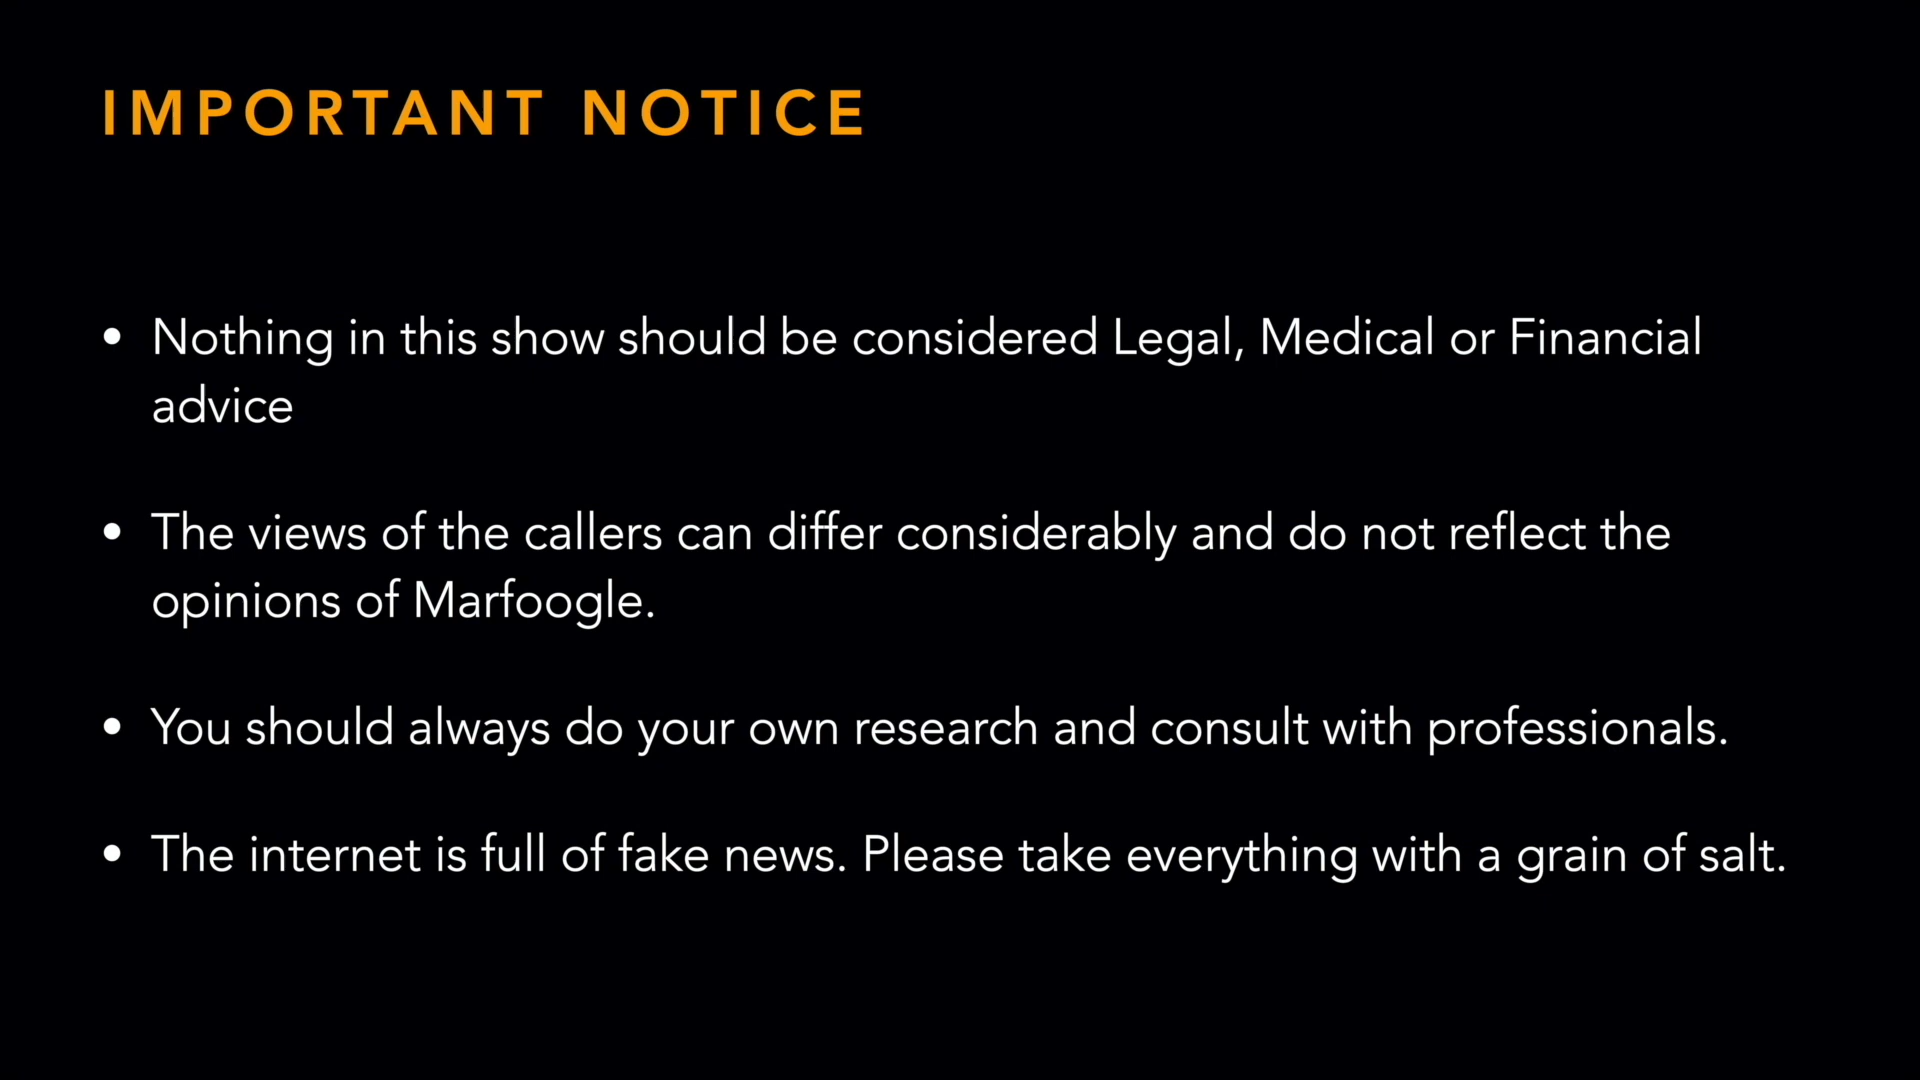 IMPORTANT NOTICE
• Nothing in this show should be considered Legal, Medical or Financial
advice
• The views of the callers can differ considerably and do not reflect the
opinions of Marfoogle.
• You should always do your own research and consult with professionals.
• The internet is full of fake news. Please take everything with a grain of salt.